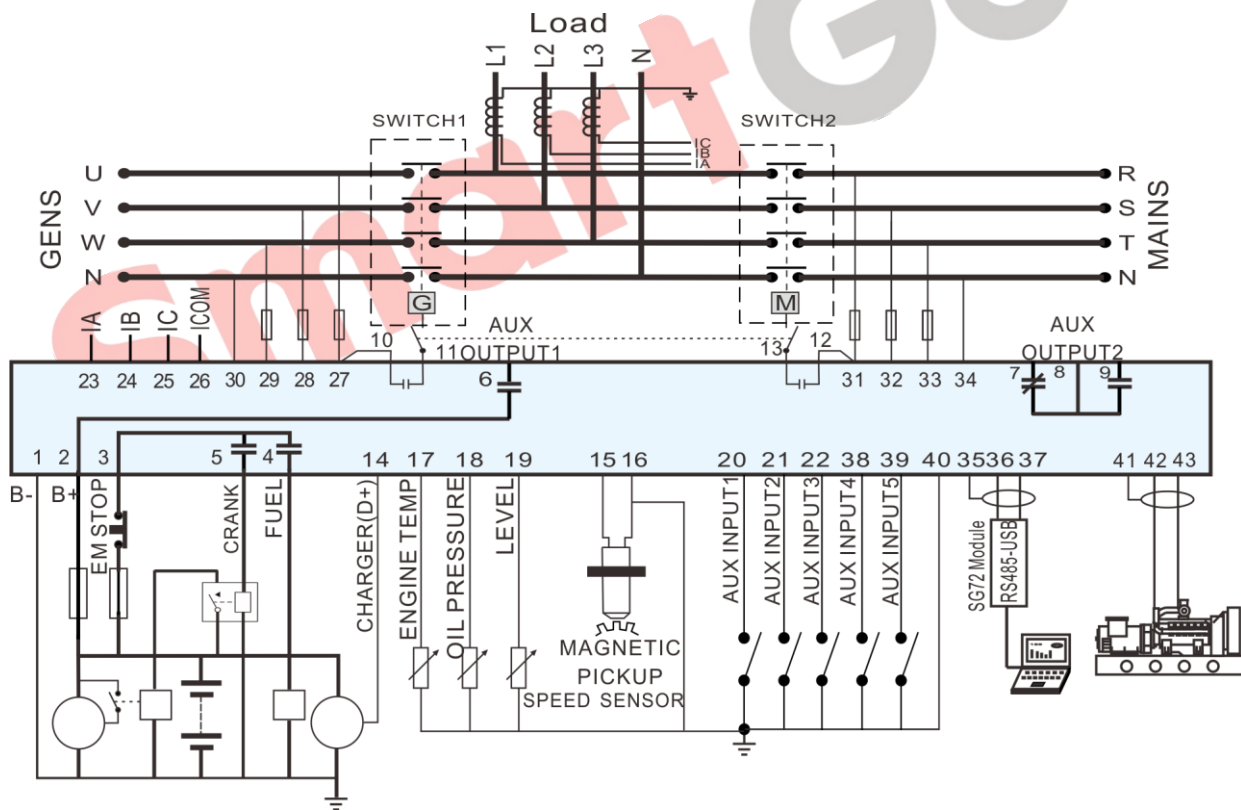 SmartGe
Load
L1 L2 L3 N
SWITCH1 SWITCH2
IC
IB
IA
GENS
U
V
W
N
R
S
T
N
MAINS
G
M
IA IB IC ICOM
10 11 AUX OUTPUT1
13 12
AUX OUTPUT2
23 24 25 26 30 29 28 27 6 31 32 33 34 7 8 9
1 2 3 5 4 14 17 18 19 15 16 20 21 22 38 39 40 35 36 37 41 42 43
B- B+
EM STOP
CRANK
FUEL
CHARGER(D+)
ENGINE TEMP
OIL PRESSURE
LEVEL
MAGNETIC
PICKUP
SPEED SENSOR
AUX INPUT1
AUX INPUT2
AUX INPUT3
AUX INPUT4
AUX INPUT5
SG72 Module
RS485-USB